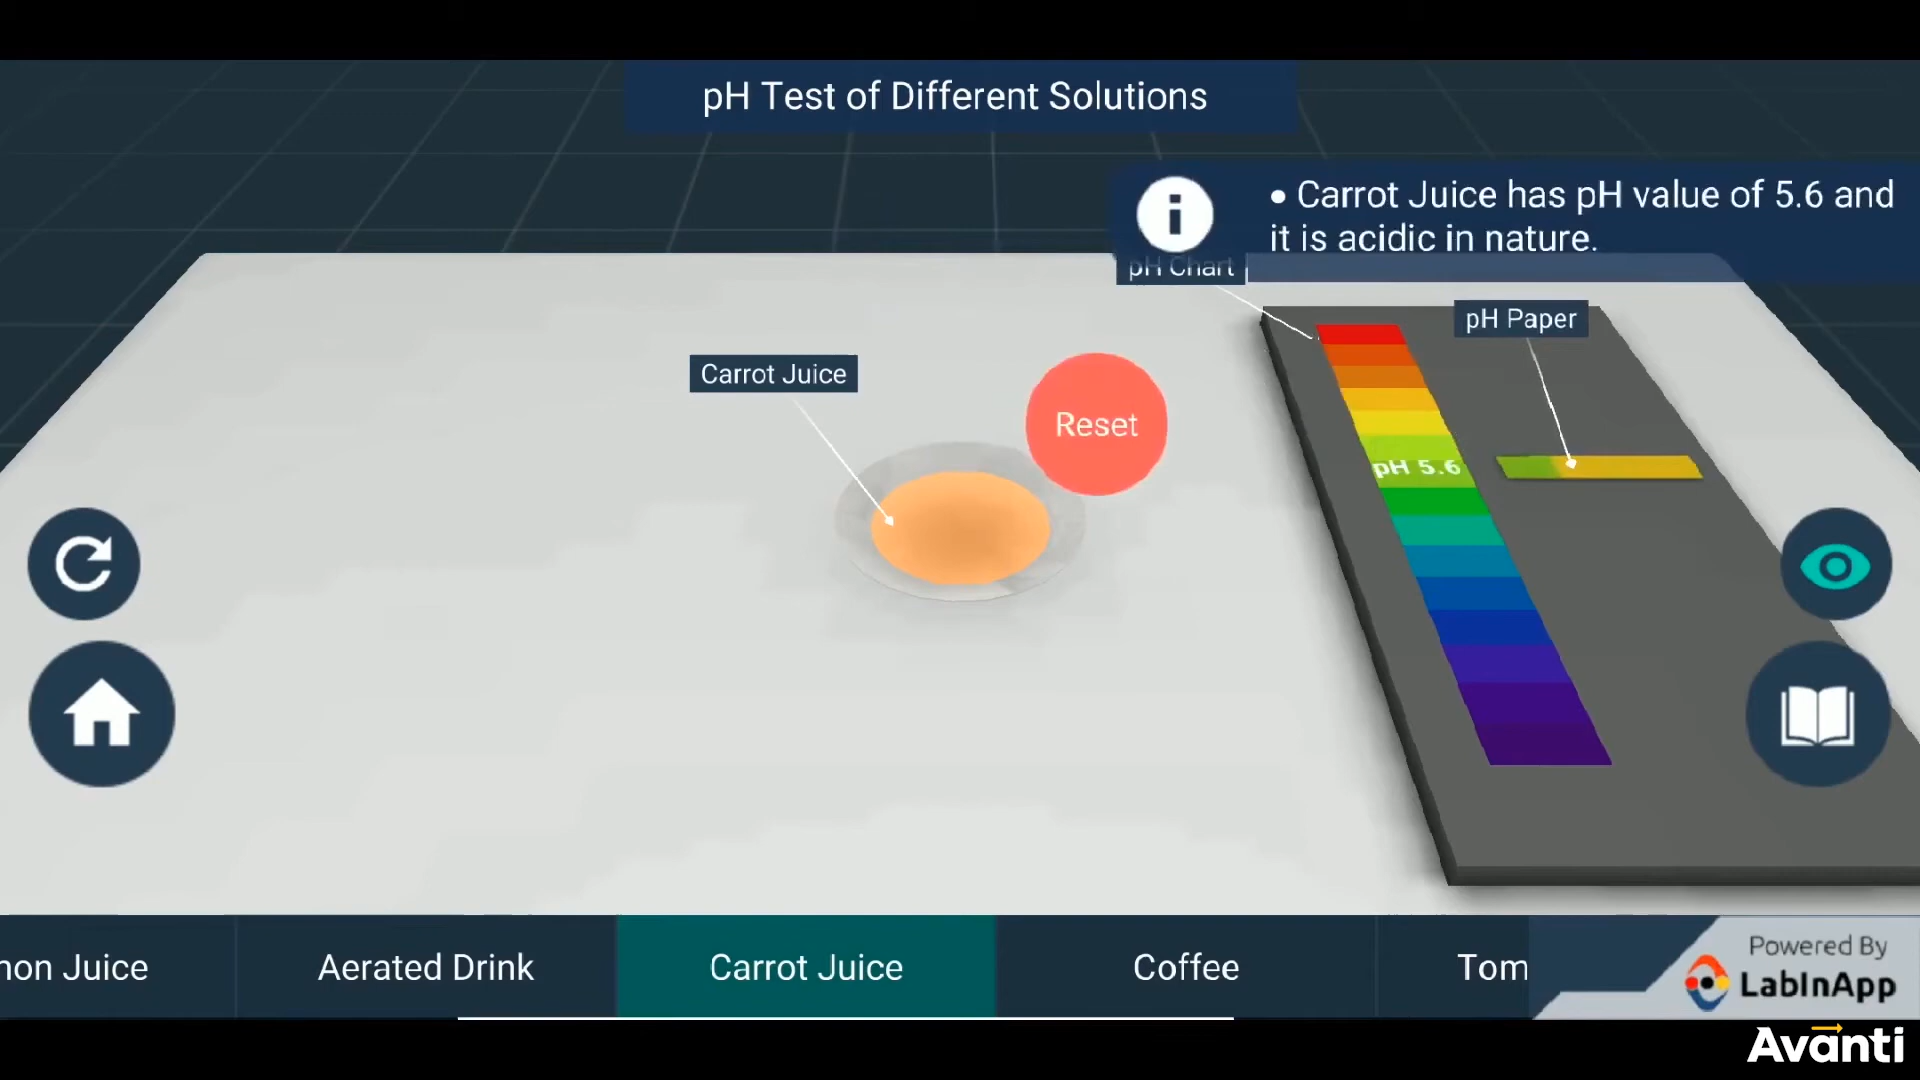 pH Test of Different Solutions
• Carrot Juice has pH value of 5.6 and
it is acidic in nature.
pH Chart
pH Paper
Carrot Juice
Reset
pH 5.6
non Juice
Aerated Drink
Carrot Juice
Coffee
Tom
Powered By
LabInApp
Avanti